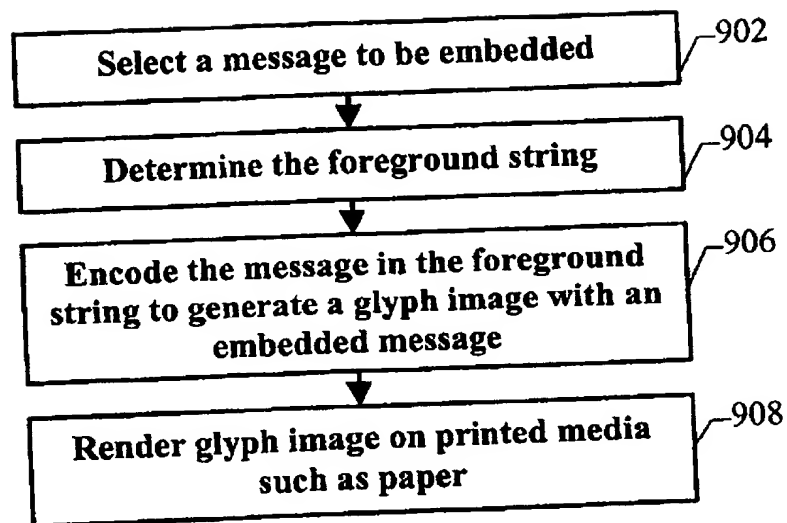 Select a message to be embedded
902
Determine the foreground string
904
Encode the message in the foreground
string to generate a glyph image with an
embedded message
906
Render glyph image on printed media
such as paper
908